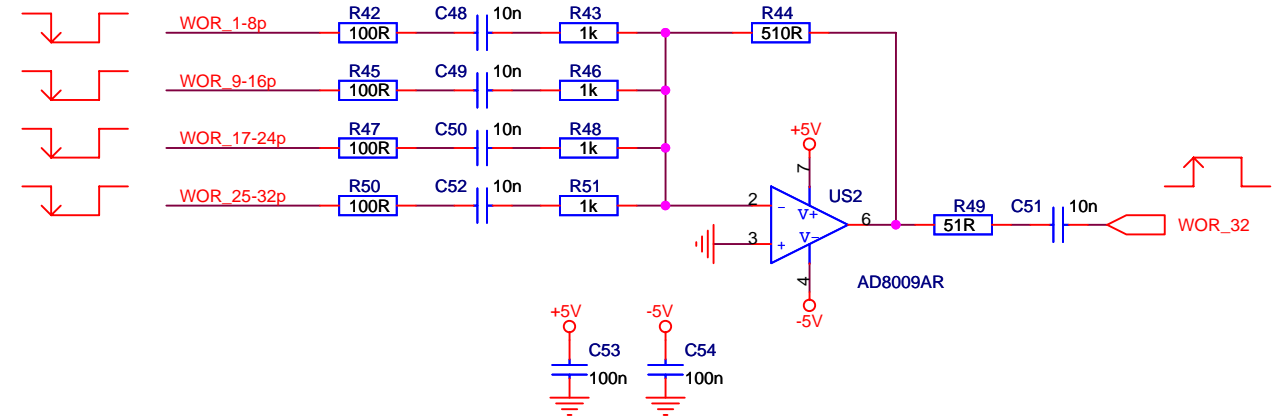 R42 C48 10n R43 R44
WOR_1-8p 100R 1k 510R
R45 C49 10n R46
WOR_9-16p 100R 1k
R47 C50 10n R48 +5V
WOR_17-24p 100R 1k
7
R50 C52 10n R51 US2
WOR_25-32p 100R 1k 2 - V+ R49 C51 10n
6 51R WOR_32
3 + V-
4 AD8009AR
+5V -5V -5V
C53 C54
100n 100n